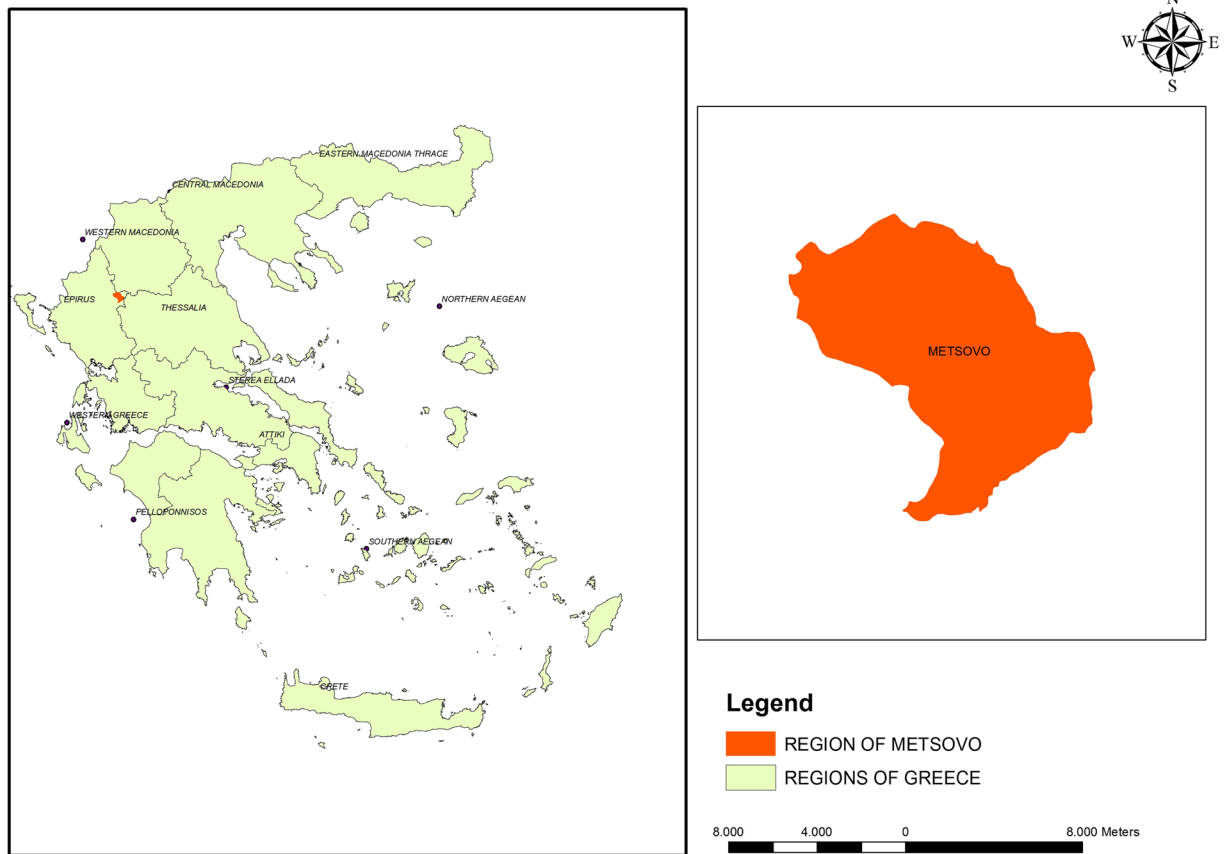 N
W
E
S
EASTERN MACEDONIA THRACE
CENTRAL MACEDONIA
WESTERN MACEDONIA
EPIRUS
THESSALIA
NORTHERN AEGEAN
STEREA ELLADA
WESTERN GREECE
ATTIKI
PELLOPONNISOS
SOUTHERN AEGEAN
CRETE
METSOVO
Legend
REGION OF METSOVO
REGIONS OF GREECE
8.000 4.000 0 8.000 Meters